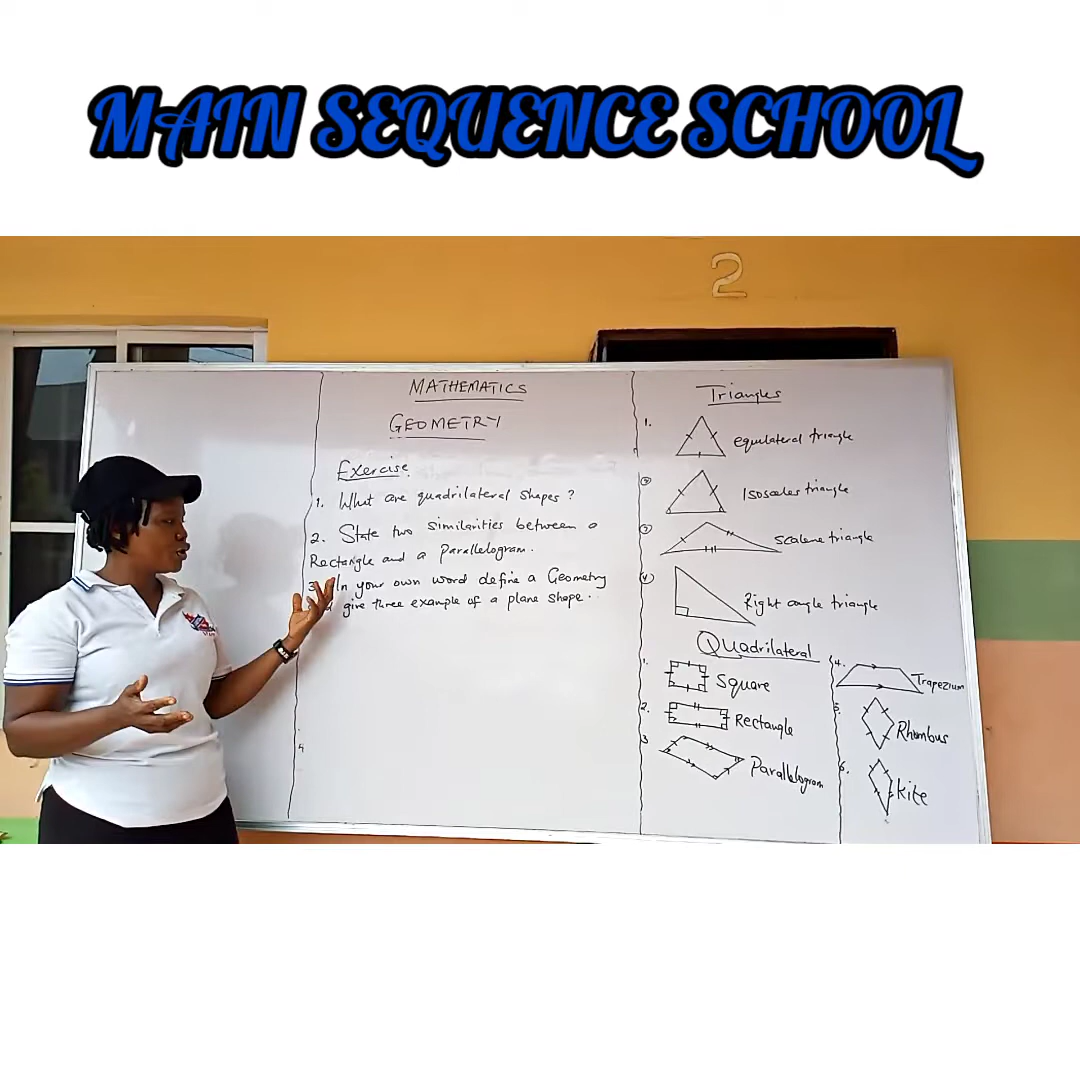 MAIN SEQUENCE SCHOOL
2
MATHEMATICS
GEOMETRY
Exercise.
1. What are quadrilateral shapes?
2. State two similarities between a
Rectangle and a parallelogram.
3. In your own word define a Geometry
give three example of a plane shape.
Triangles
1. equilateral triangle
2 Isosceles triangle
3 scalene triangle
4 Right angle triangle
Quadrilateral
1. Square
2. Rectangle
3 Parallelogram
4. Trapezium
5. Rhombus
6. kite